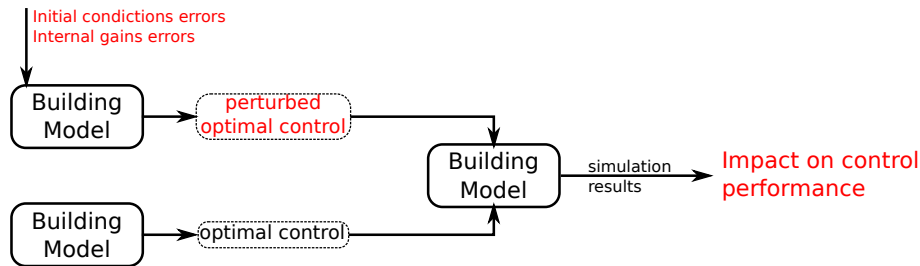 Initial condictions errors
Internal gains errors
Building
Model
perturbed
optimal control
Building
Model
simulation
results
Impact on control
performance
Building
Model
optimal control